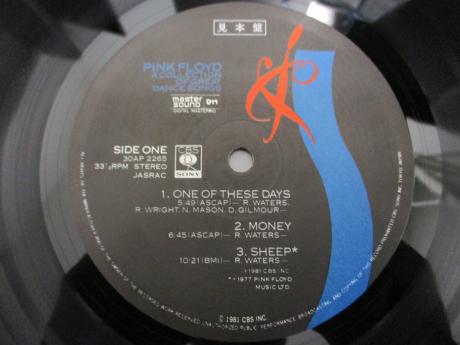 見本盤
PINK FLOYD
A COLLECTION
OF GREAT
DANCE SONGS
master
sound
DIGITAL MASTERING
SIDE ONE
30AP 2265
33⅓RPM STEREO
JASRAC
CBS
SONY
1. ONE OF THESE DAYS
5:49 (ASCAP)— R. WATERS,
R. WRIGHT, N. MASON, D. GILMOUR—
2. MONEY
6:45 (ASCAP)— R. WATERS—
3. SHEEP*
10:21 (BMI)— R. WATERS—
℗1981 CBS INC.
*℗1977 PINK FLOYD
MUSIC LTD.
© 1981 CBS INC.